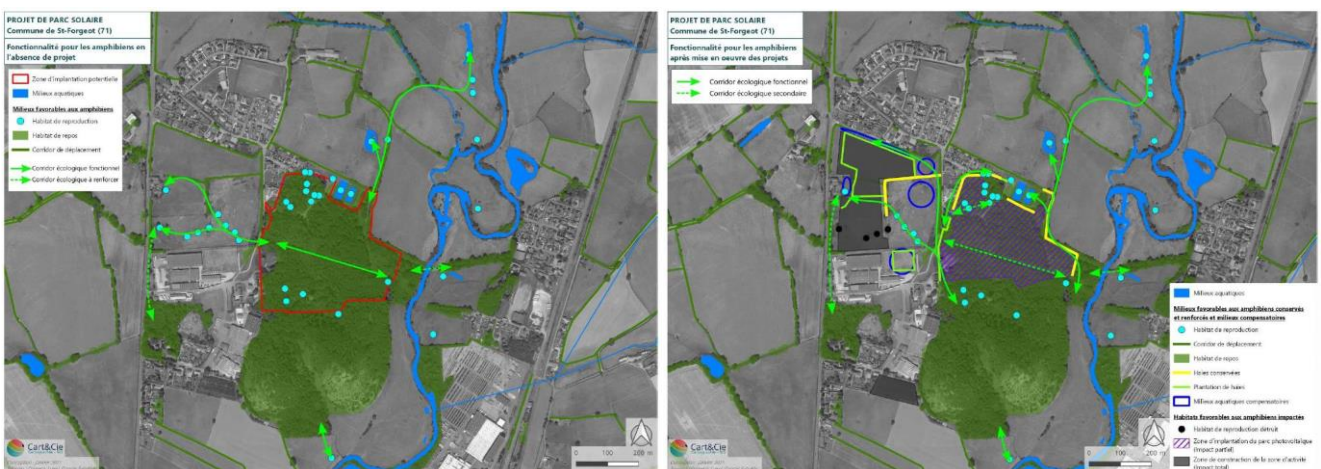 PROJET DE PARC SOLAIRE
Commune de St-Forgeot (71)
Fonctionnalité pour les amphibiens en
l'absence de projet
Zone d'implantation potentielle
Milieux aquatiques
Milieux favorables aux amphibiens
Habitat de reproduction
Habitat de repos
Corridor de déplacement
Corridor écologique fonctionnel
Corridor écologique à renforcer
Cart&Cie
0 100 200 m
PROJET DE PARC SOLAIRE
Commune de St-Forgeot (71)
Fonctionnalité pour les amphibiens
après mise en oeuvre des projets
Corridor écologique fonctionnel
Corridor écologique secondaire
Milieux aquatiques
Milieux favorables aux amphibiens conservés
et renforcés et milieux compensatoires
Habitat de reproduction
Corridor de déplacement
Habitat de repos
Haies conservées
Plantation de haies
Milieux aquatiques compensatoires
Habitats favorables aux amphibiens impactés
Habitat de reproduction détruit
Zone d'implantation du parc photovoltaïque
(impact partiel)
Zone de construction de la zone d'activité
(impact total)
Cart&Cie
0 100 200 m